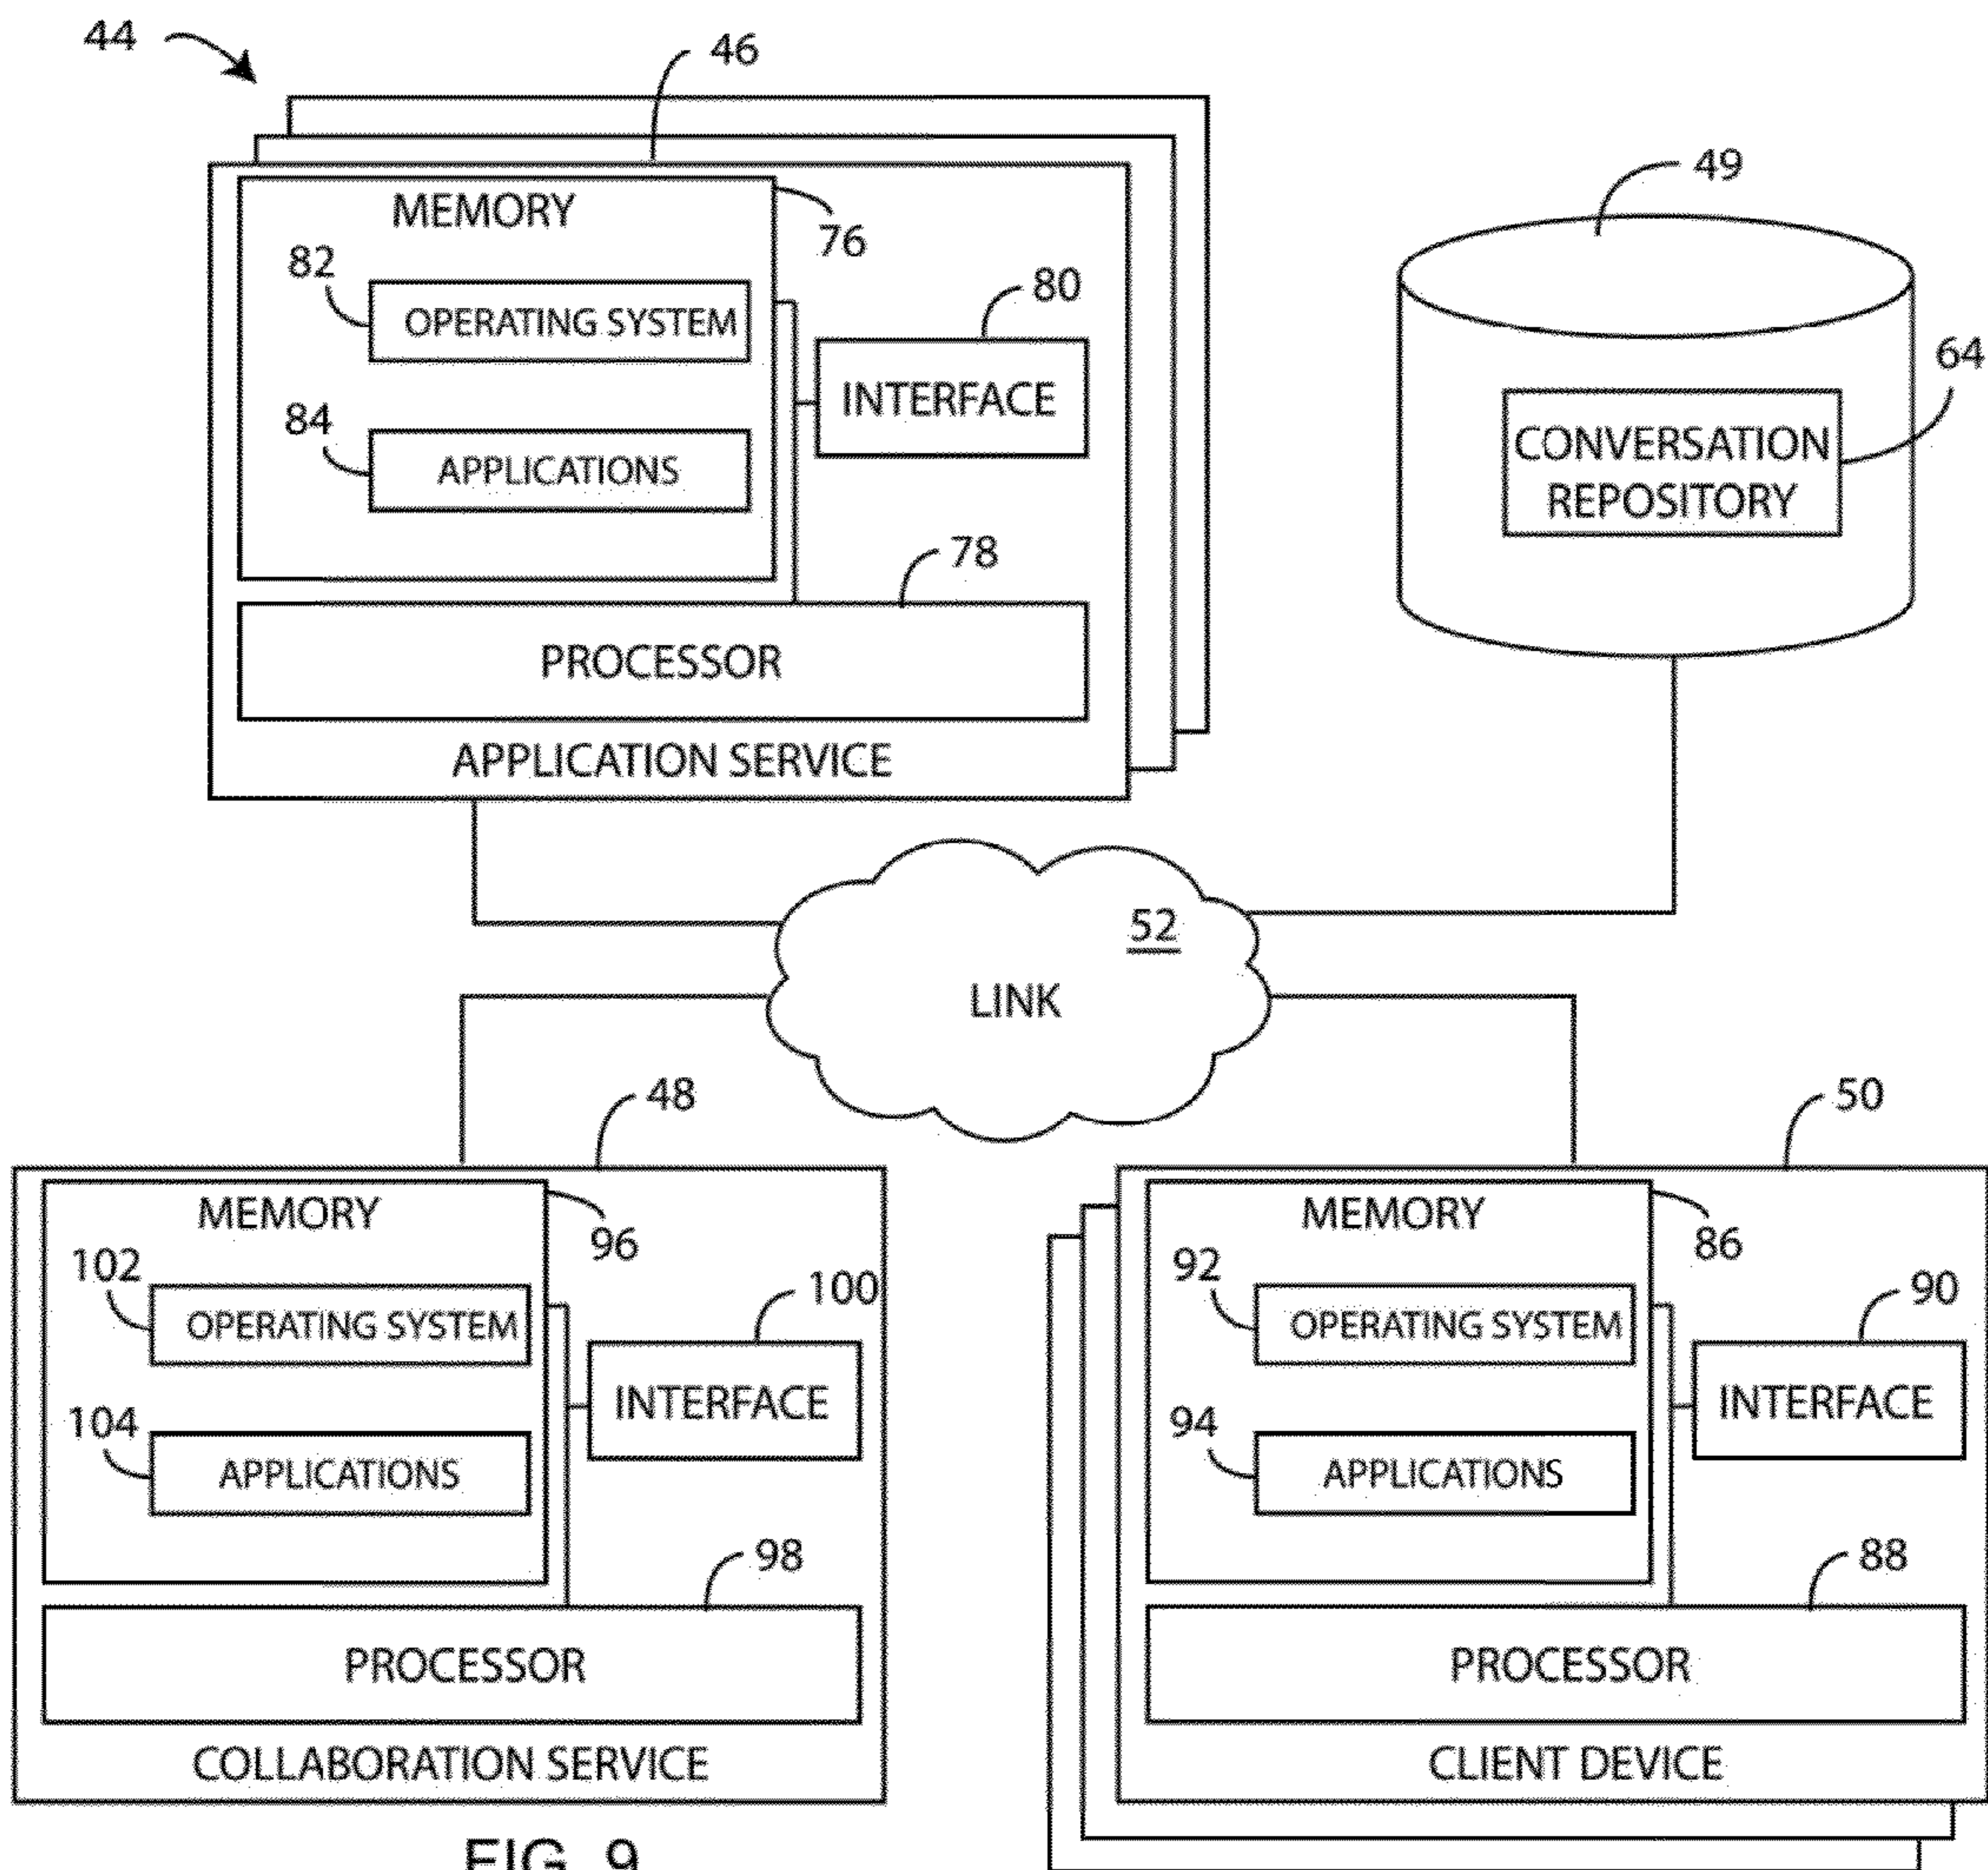 44
46
49
MEMORY
76
82
OPERATING SYSTEM
80
INTERFACE
64
84
APPLICATIONS
CONVERSATION
REPOSITORY
78
PROCESSOR
APPLICATION SERVICE
52
LINK
48
50
MEMORY
96
102
OPERATING SYSTEM
100
INTERFACE
104
APPLICATIONS
98
PROCESSOR
COLLABORATION SERVICE
MEMORY
86
92
OPERATING SYSTEM
90
INTERFACE
94
APPLICATIONS
88
PROCESSOR
CLIENT DEVICE
FIG. 9